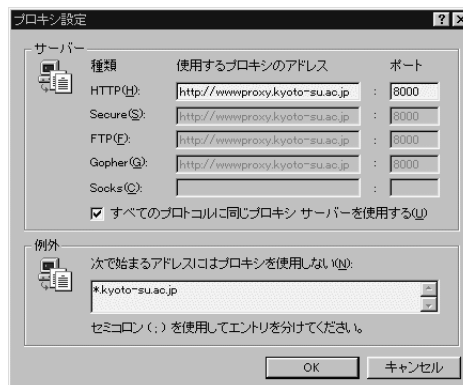 プロキシ設定
サーバー
種類 使用するプロキシのアドレス ポート
HTTP(H): http://wwwproxy.kyoto-su.ac.jp : 8000
Secure(S): http://wwwproxy.kyoto-su.ac.jp : 8000
FTP(F): http://wwwproxy.kyoto-su.ac.jp : 8000
Gopher(G): http://wwwproxy.kyoto-su.ac.jp : 8000
Socks(C): :
すべてのプロトコルに同じプロキシ サーバーを使用する(U)
例外
次で始まるアドレスにはプロキシを使用しない(N):
*.kyoto-su.ac.jp
セミコロン ( ; ) を使用してエントリを分けてください。
OK キャンセル